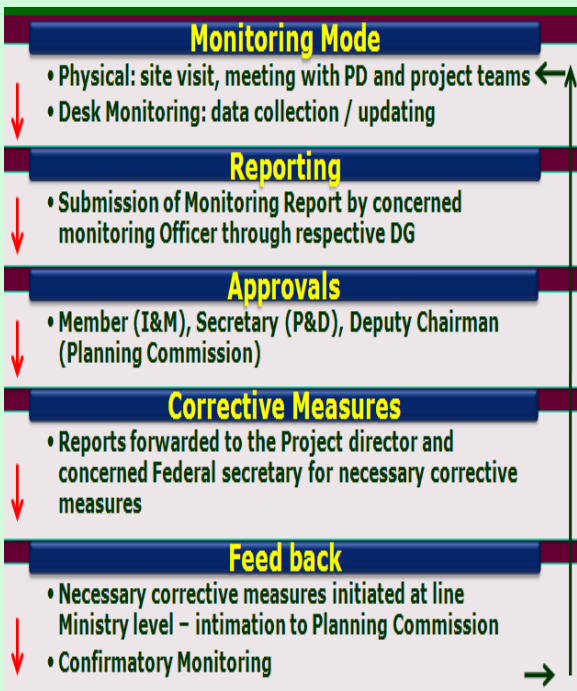 Monitoring Mode
• Physical: site visit, meeting with PD and project teams
• Desk Monitoring: data collection / updating
Reporting
• Submission of Monitoring Report by concerned
monitoring Officer through respective DG
Approvals
• Member (I&M), Secretary (P&D), Deputy Chairman
(Planning Commission)
Corrective Measures
• Reports forwarded to the Project director and
concerned Federal secretary for necessary corrective
measures
Feed back
• Necessary corrective measures initiated at line
Ministry level – intimation to Planning Commission
• Confirmatory Monitoring